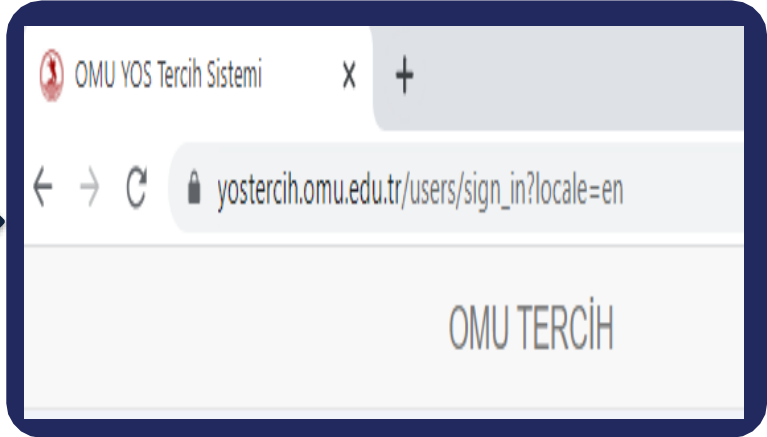 OMU YOS Tercih Sistemi
yostercih.omu.edu.tr/users/sign_in?locale=en
OMU TERCİH